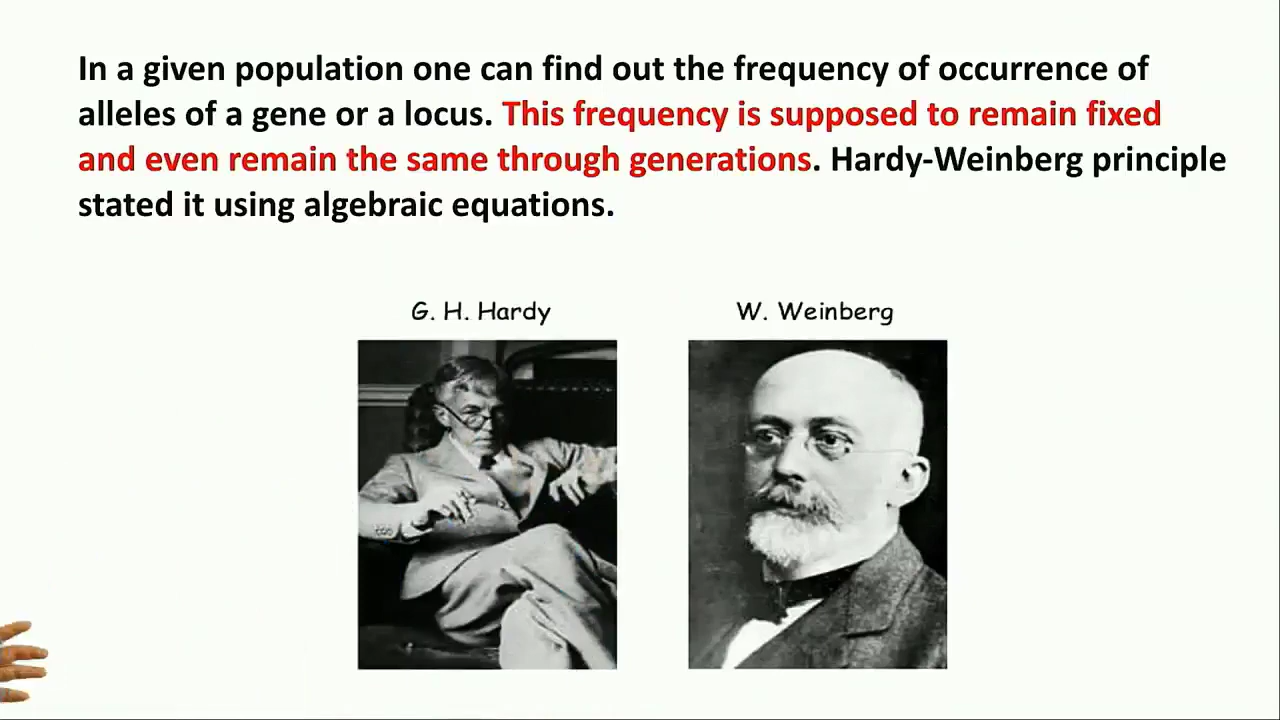 In a given population one can find out the frequency of occurrence of
alleles of a gene or a locus. This frequency is supposed to remain fixed
and even remain the same through generations. Hardy-Weinberg principle
stated it using algebraic equations.
G. H. Hardy
W. Weinberg